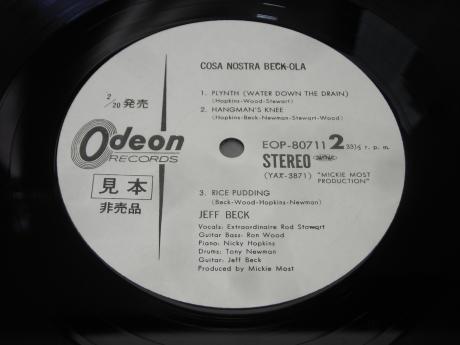 COSA NOSTRA BECK-OLA
2/20 発売
1. PLYNTH (WATER DOWN THE DRAIN)
(Hopkins-Wood-Stewart)
2. HANGMAN'S KNEE
(Hopkins-Beck-Newman-Stewart-Wood)
Odeon
RECORDS
EOP-80711 2 33⅓ r. p. m.
STEREO
(YAX-3871) "MICKIE MOST
PRODUCTION"
見本
非売品
3. RICE PUDDING
(Beck-Wood-Hopkins-Newman)
JEFF BECK
Vocals: Extraordinaire Rod Stewart
Guitar Bass: Ron Wood
Piano: Nicky Hopkins
Drums: Tony Newman
Guitar: Jeff Beck
Produced by Mickie Most